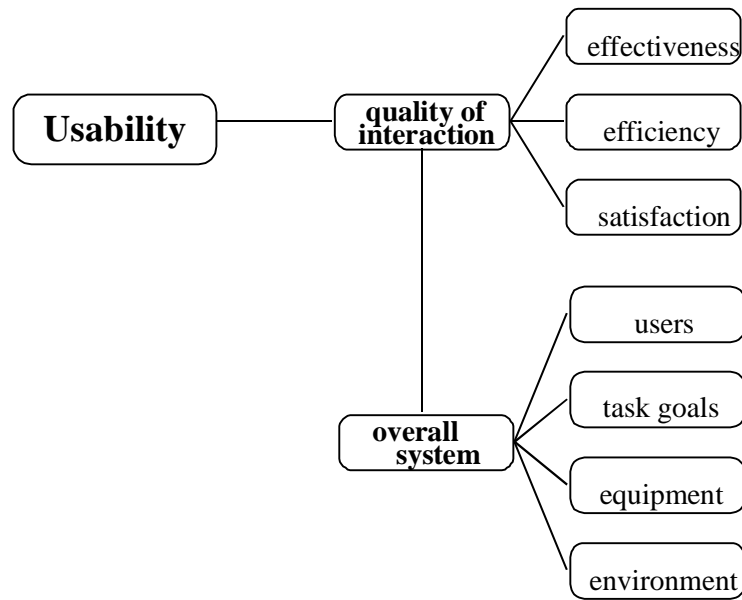 Usability
quality of
interaction
effectiveness
efficiency
satisfaction
overall
system
users
task goals
equipment
environment